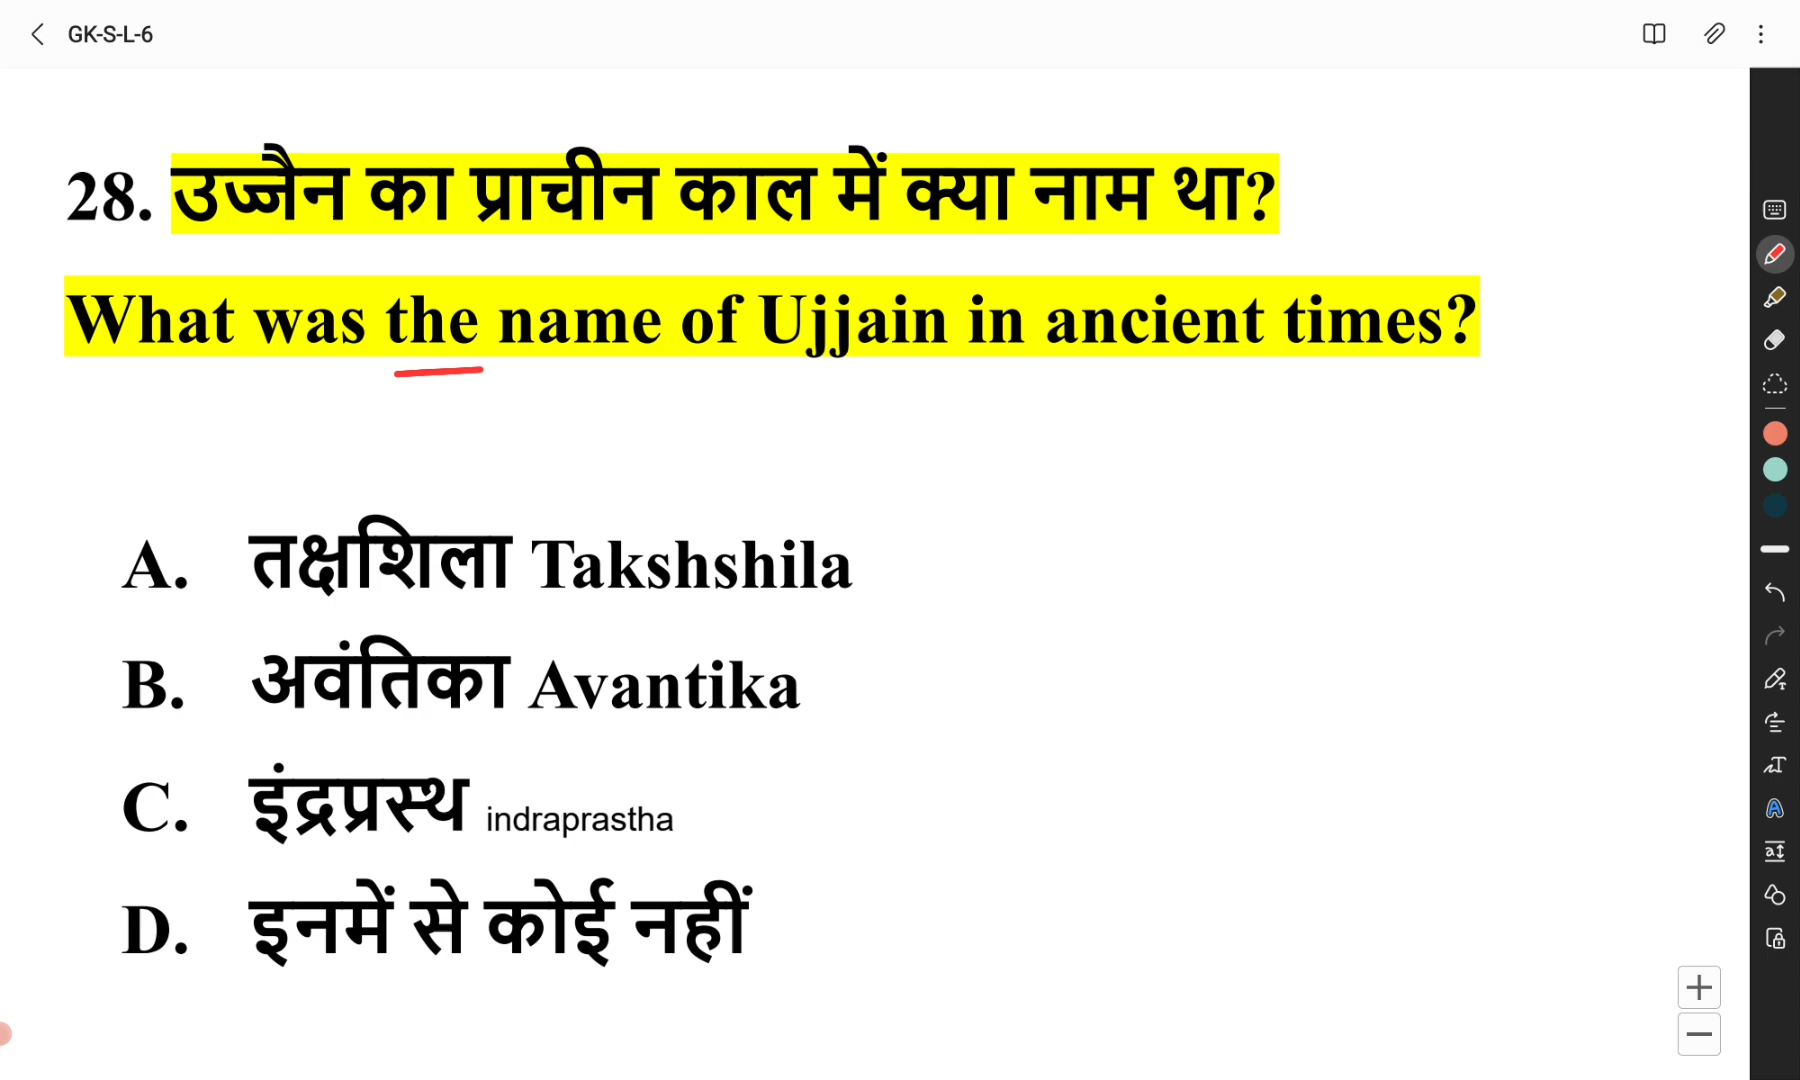 GK-S-L-6
28. उज्जैन का प्राचीन काल में क्या नाम था?
What was the name of Ujjain in ancient times?
A. तक्षशिला Takshshila
B. अवंतिका Avantika
C. इंद्रप्रस्थ indraprastha
D. इनमें से कोई नहीं